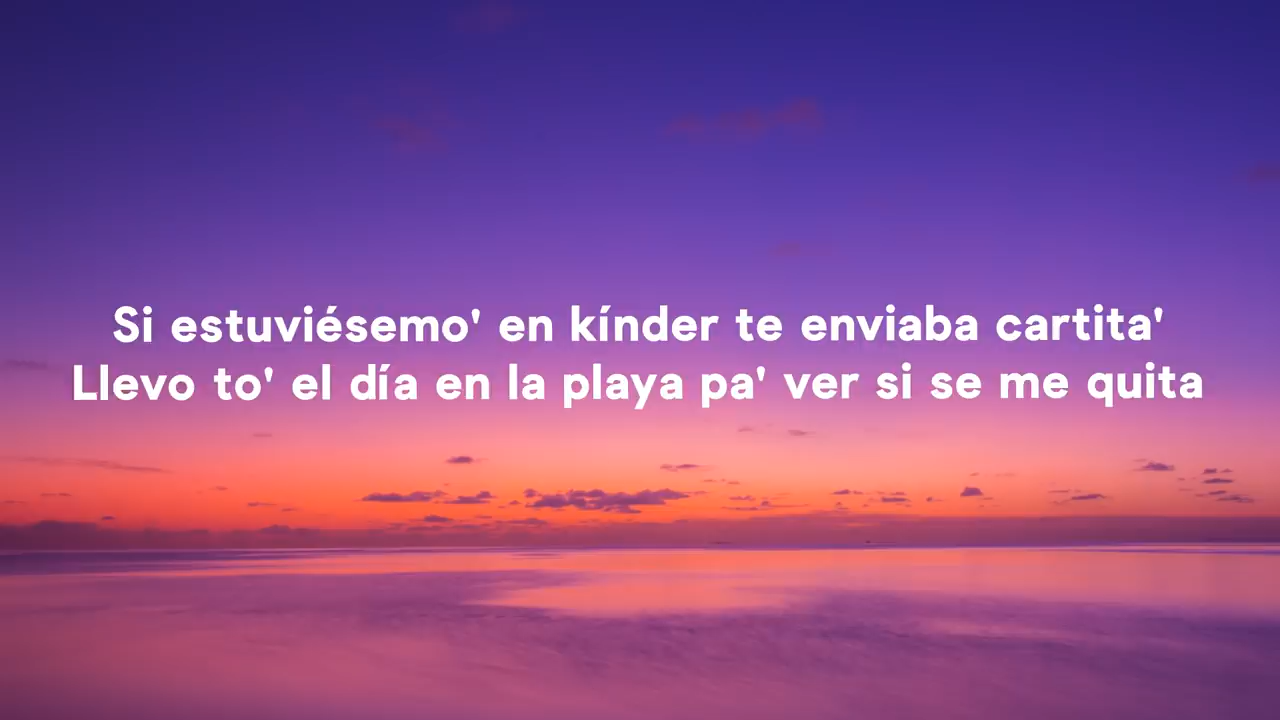 Si estuviésemo' en kínder te enviaba cartita'
Llevo to' el día en la playa pa' ver si se me quita